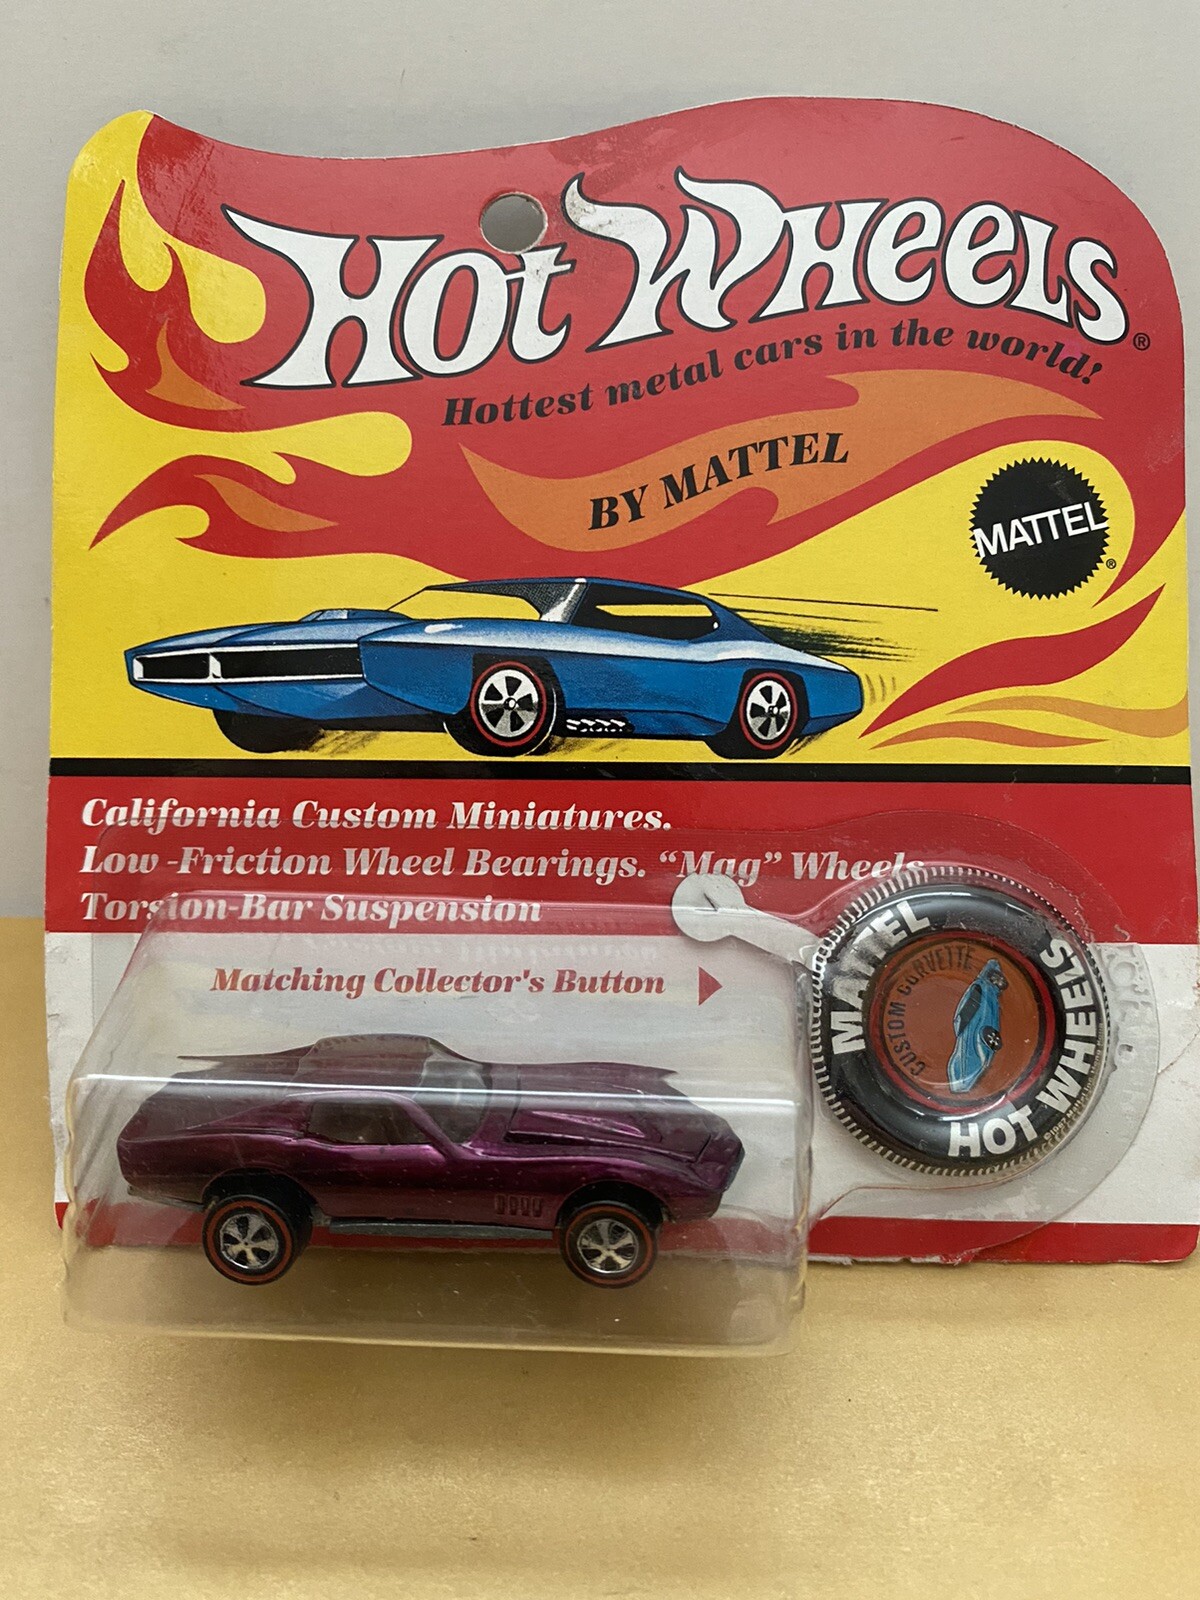 Hot Wheels®
Hottest metal cars in the world!
BY MATTEL
MATTEL®
California Custom Miniatures.
Low-Friction Wheel Bearings. "Mag" Wheels
Torsion-Bar Suspension
Matching Collector's Button
MATTEL
HOT WHEELS
CUSTOM CORVETTE